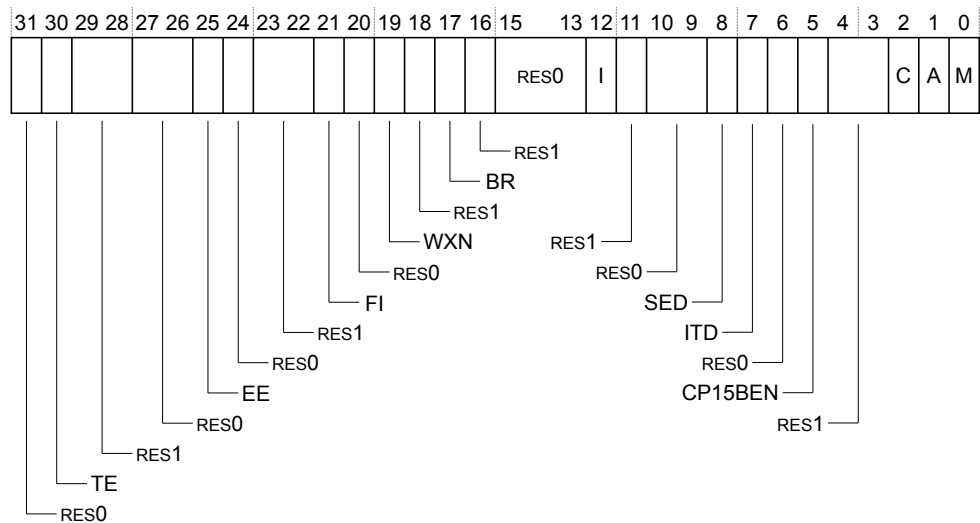 31 30 29 28 27 26 25 24 23 22 21 20 19 18 17 16 15 13 12 11 10 9 8 7 6 5 4 3 2 1 0
RES0 I C A M
RES1
BR
RES1
WXN RES1
RES0 RES0
FI SED
RES1 ITD
RES0 RES0
EE CP15BEN
RES0 RES1
RES1
TE
RES0